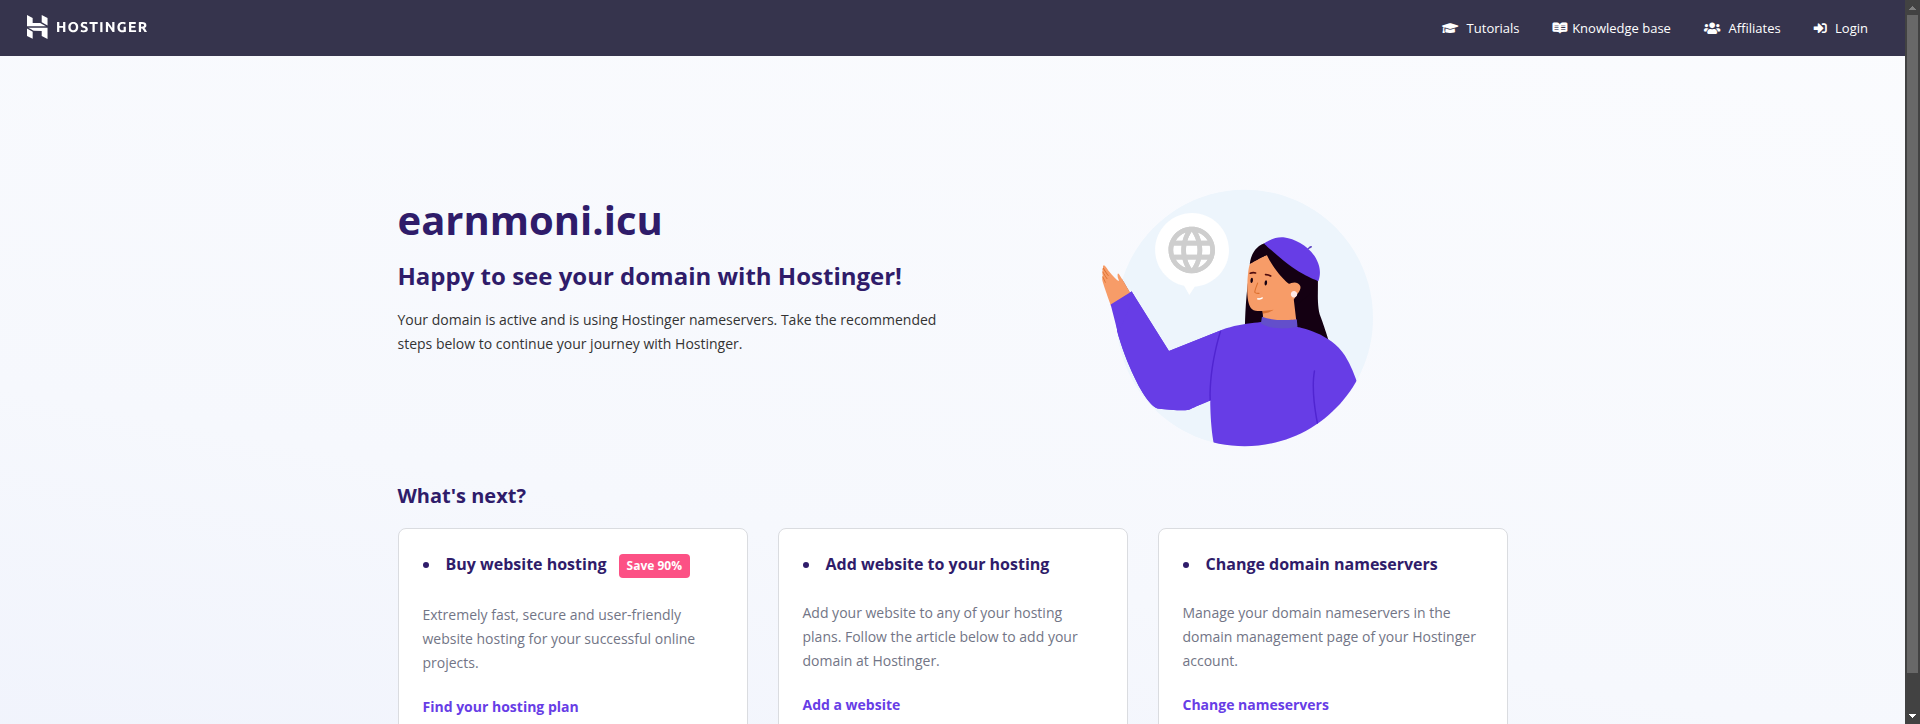 HOSTINGER
Tutorials
Knowledge base
Affiliates
Login
earnmoni.icu
Happy to see your domain with Hostinger!
Your domain is active and is using Hostinger nameservers. Take the recommended
steps below to continue your journey with Hostinger.
What's next?
Buy website hosting Save 90%
Extremely fast, secure and user-friendly
website hosting for your successful online
projects.
Find your hosting plan
Add website to your hosting
Add your website to any of your hosting
plans. Follow the article below to add your
domain at Hostinger.
Add a website
Change domain nameservers
Manage your domain nameservers in the
domain management page of your Hostinger
account.
Change nameservers